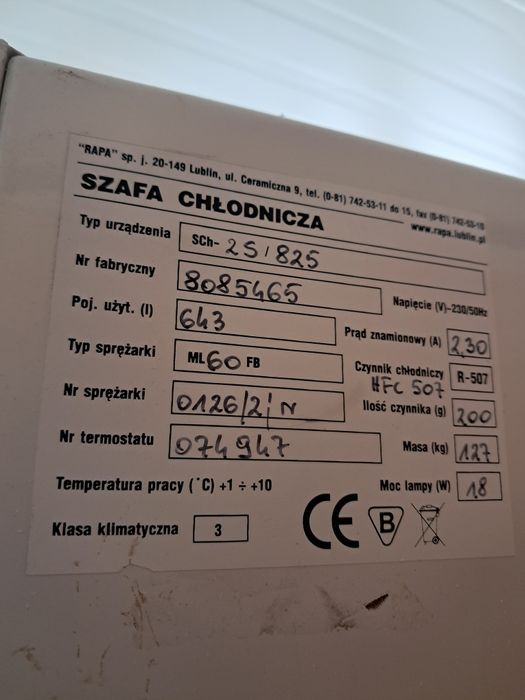 "RAPA" sp. j. 20-149 Lublin, ul. Ceramiczna 9, tel. (0-81) 742-53-11 do 15, fax (0-81) 742-53-10
SZAFA CHŁODNICZA
www.rapa.lublin.pl
Typ urządzenia SCh- 2S/825
Nr fabryczny 8085465
Napięcie (V)~230/50Hz
Poj. użyt. (l) 643
Prąd znamionowy (A) 2,30
Typ sprężarki ML 60 FB
Czynnik chłodniczy R-507
HFC 507
Nr sprężarki 0126/2/N
Ilość czynnika (g) 200
Nr termostatu 074947
Masa (kg) 127
Temperatura pracy (°C) +1 ÷ +10
Moc lampy (W) 18
Klasa klimatyczna 3
CE B